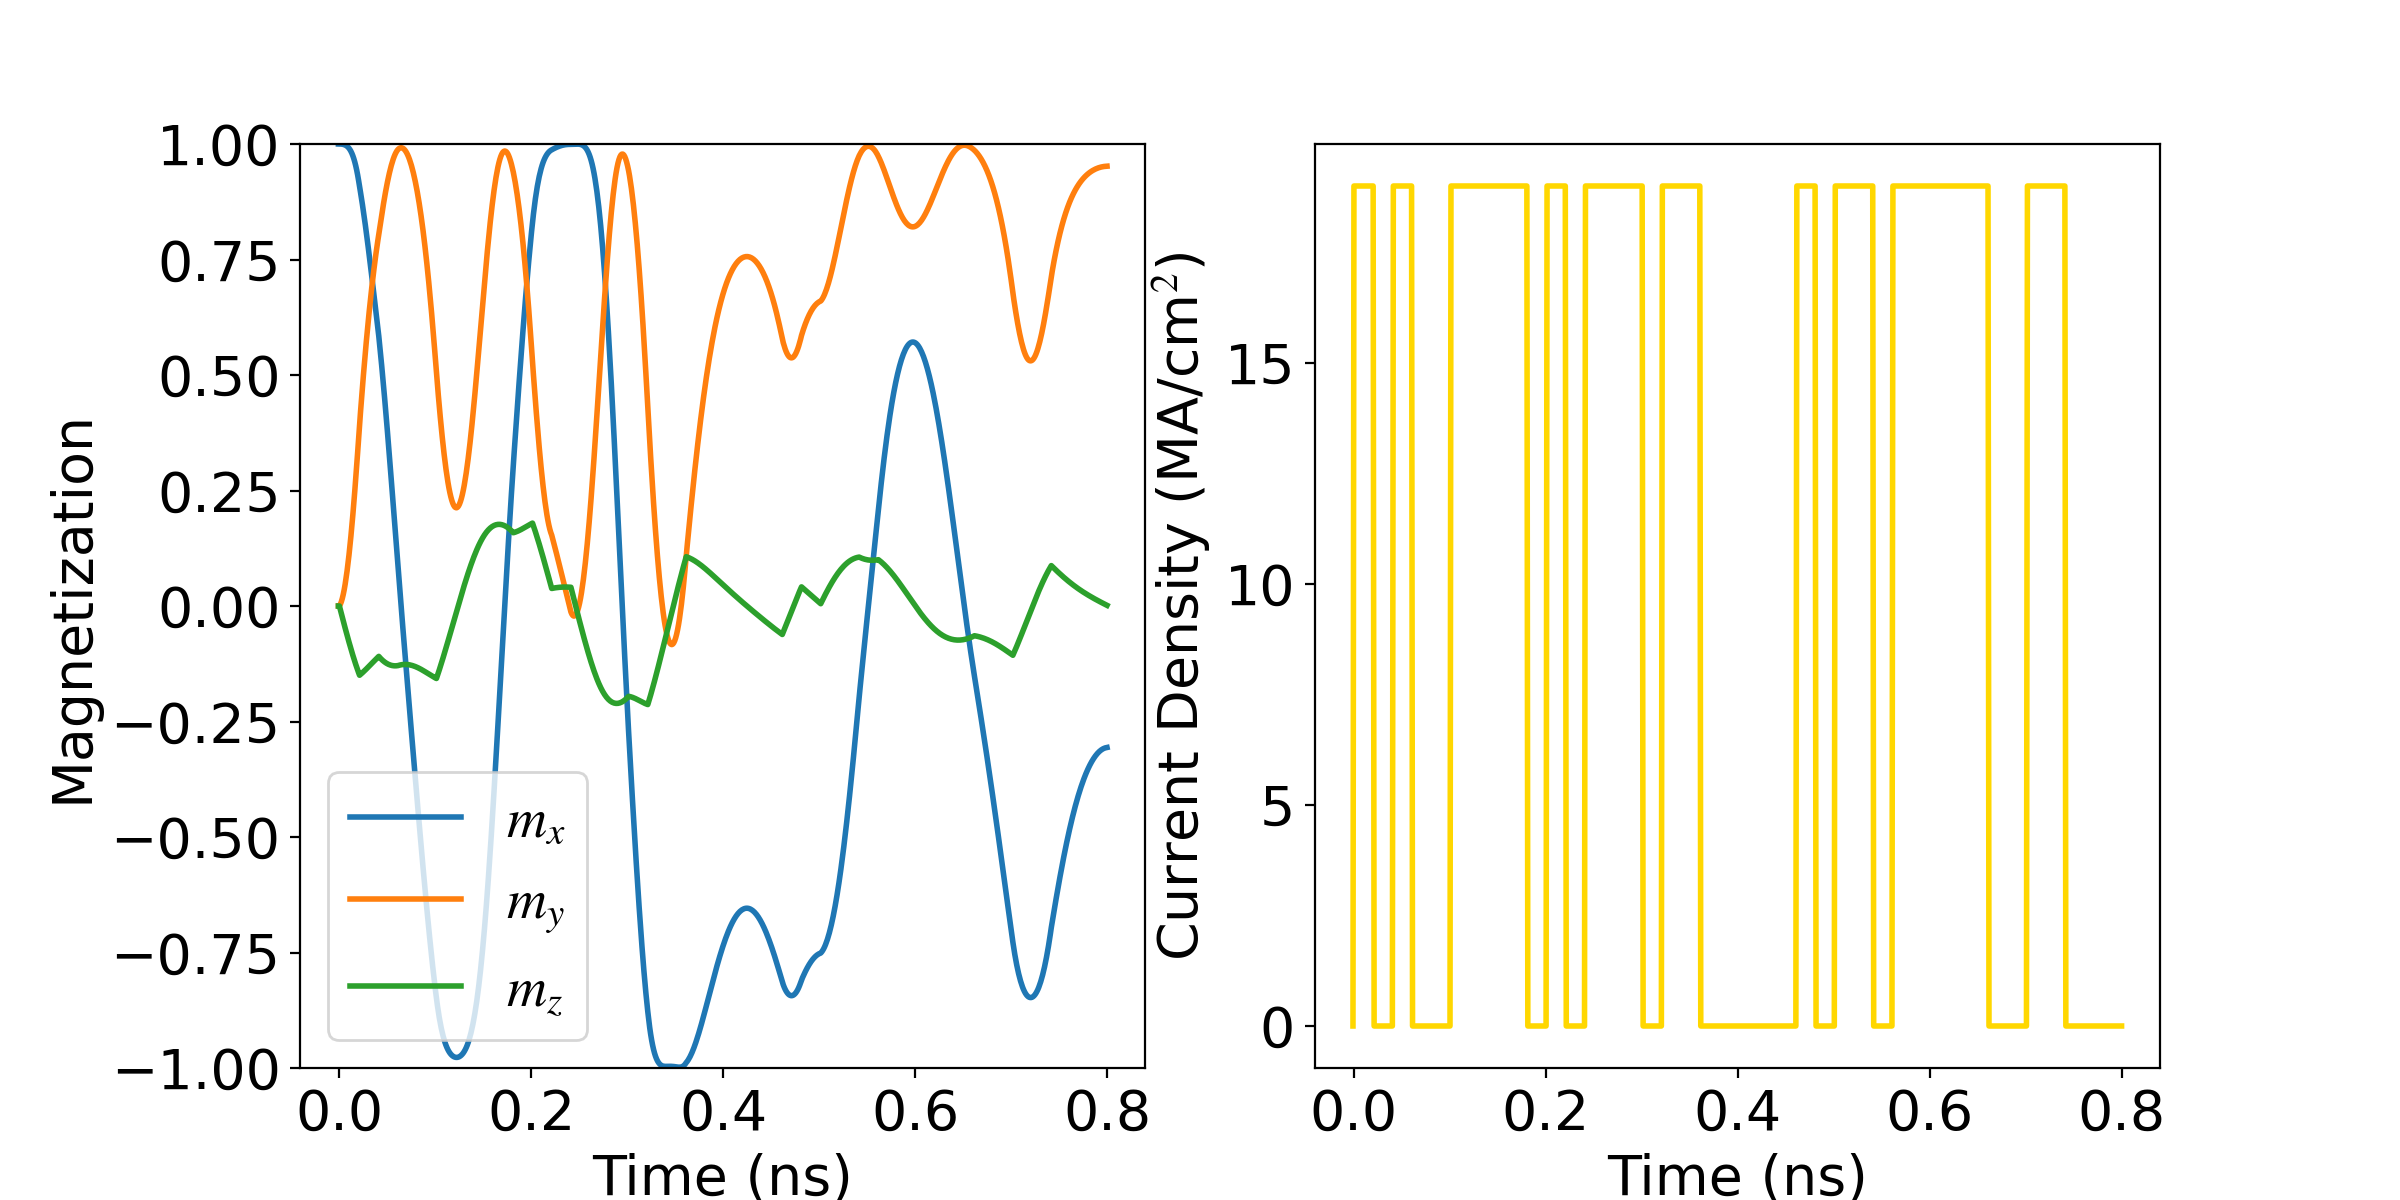 Magnetization
1.00
0.75
0.50
0.25
0.00
−0.25
−0.50
−0.75
−1.00
m_x
m_y
m_z
0.0 0.2 0.4 0.6 0.8
Time (ns)
Current Density (MA/cm²)
15
10
5
0
0.0 0.2 0.4 0.6 0.8
Time (ns)